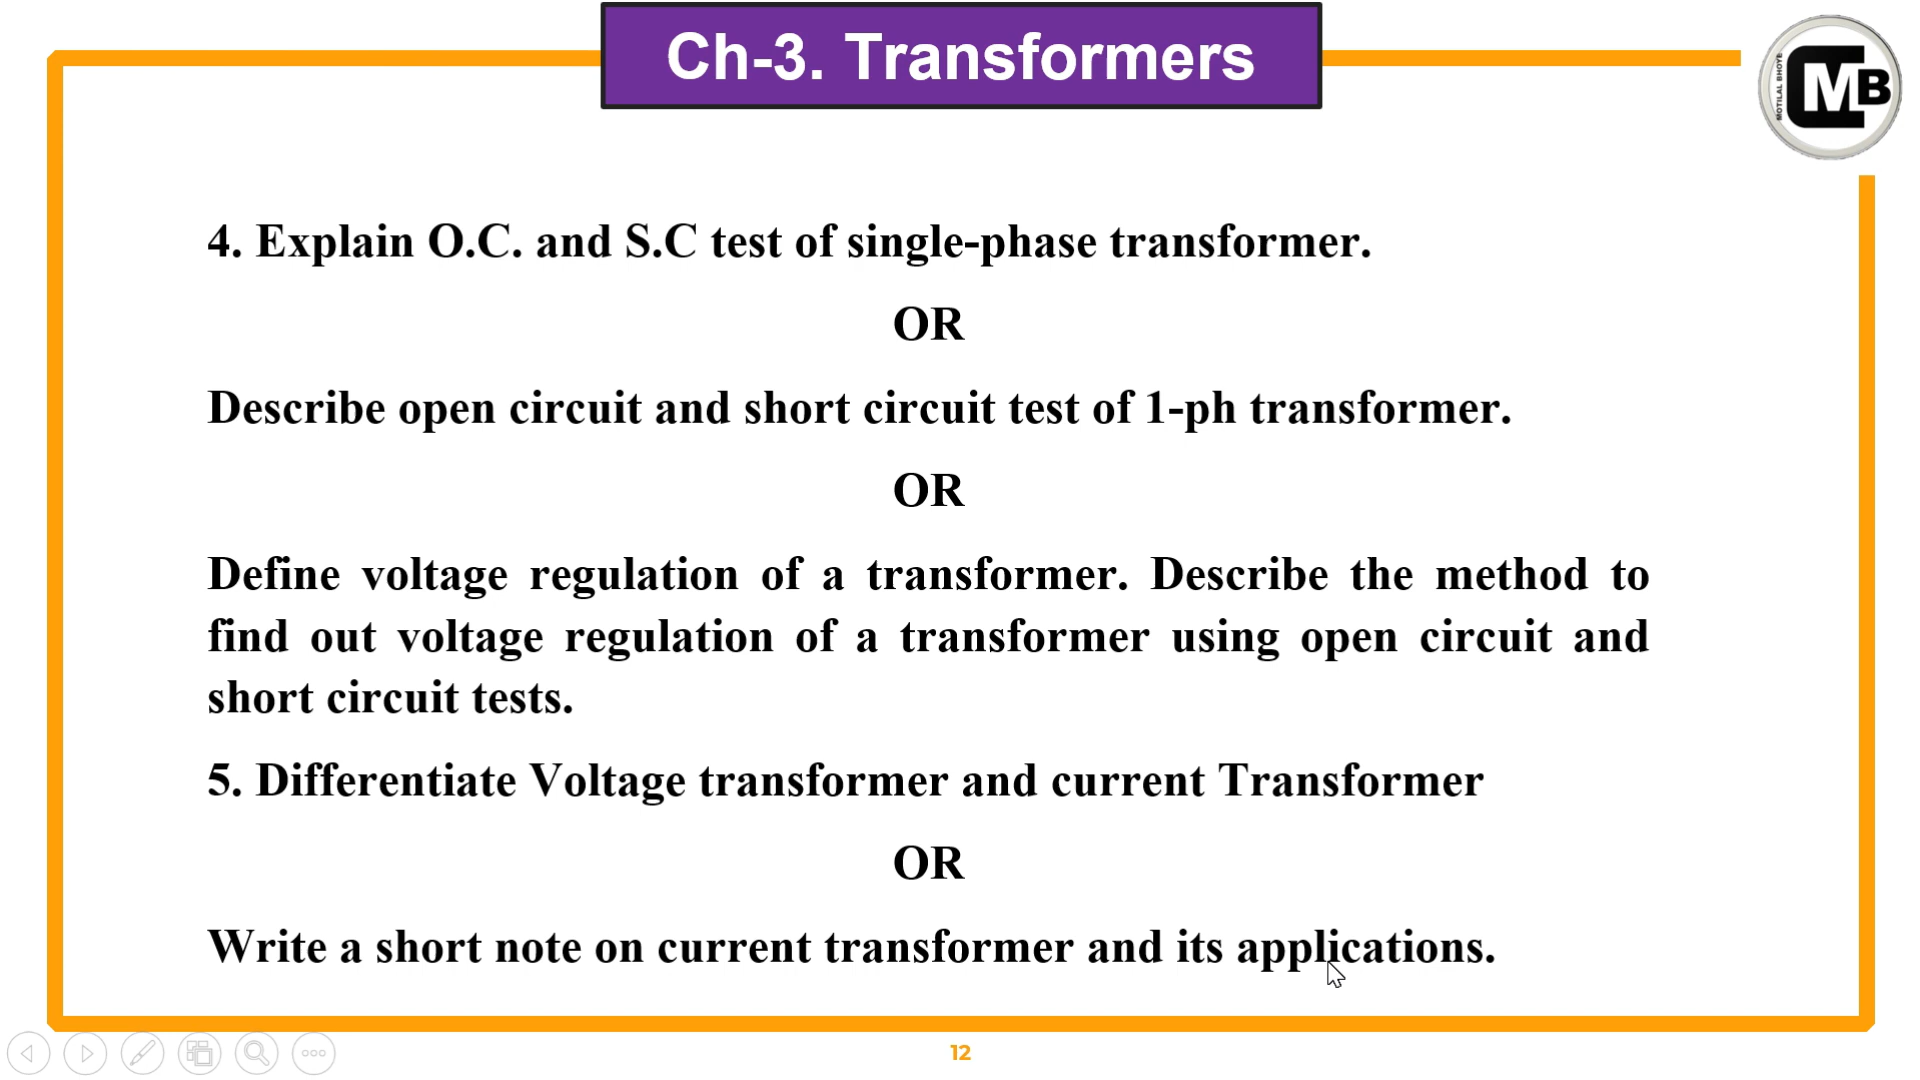 Ch-3. Transformers
MOTILAL BHOYE
CMB
4. Explain O.C. and S.C test of single-phase transformer.
OR
Describe open circuit and short circuit test of 1-ph transformer.
OR
Define voltage regulation of a transformer. Describe the method to
find out voltage regulation of a transformer using open circuit and
short circuit tests.
5. Differentiate Voltage transformer and current Transformer
OR
Write a short note on current transformer and its applications.
12